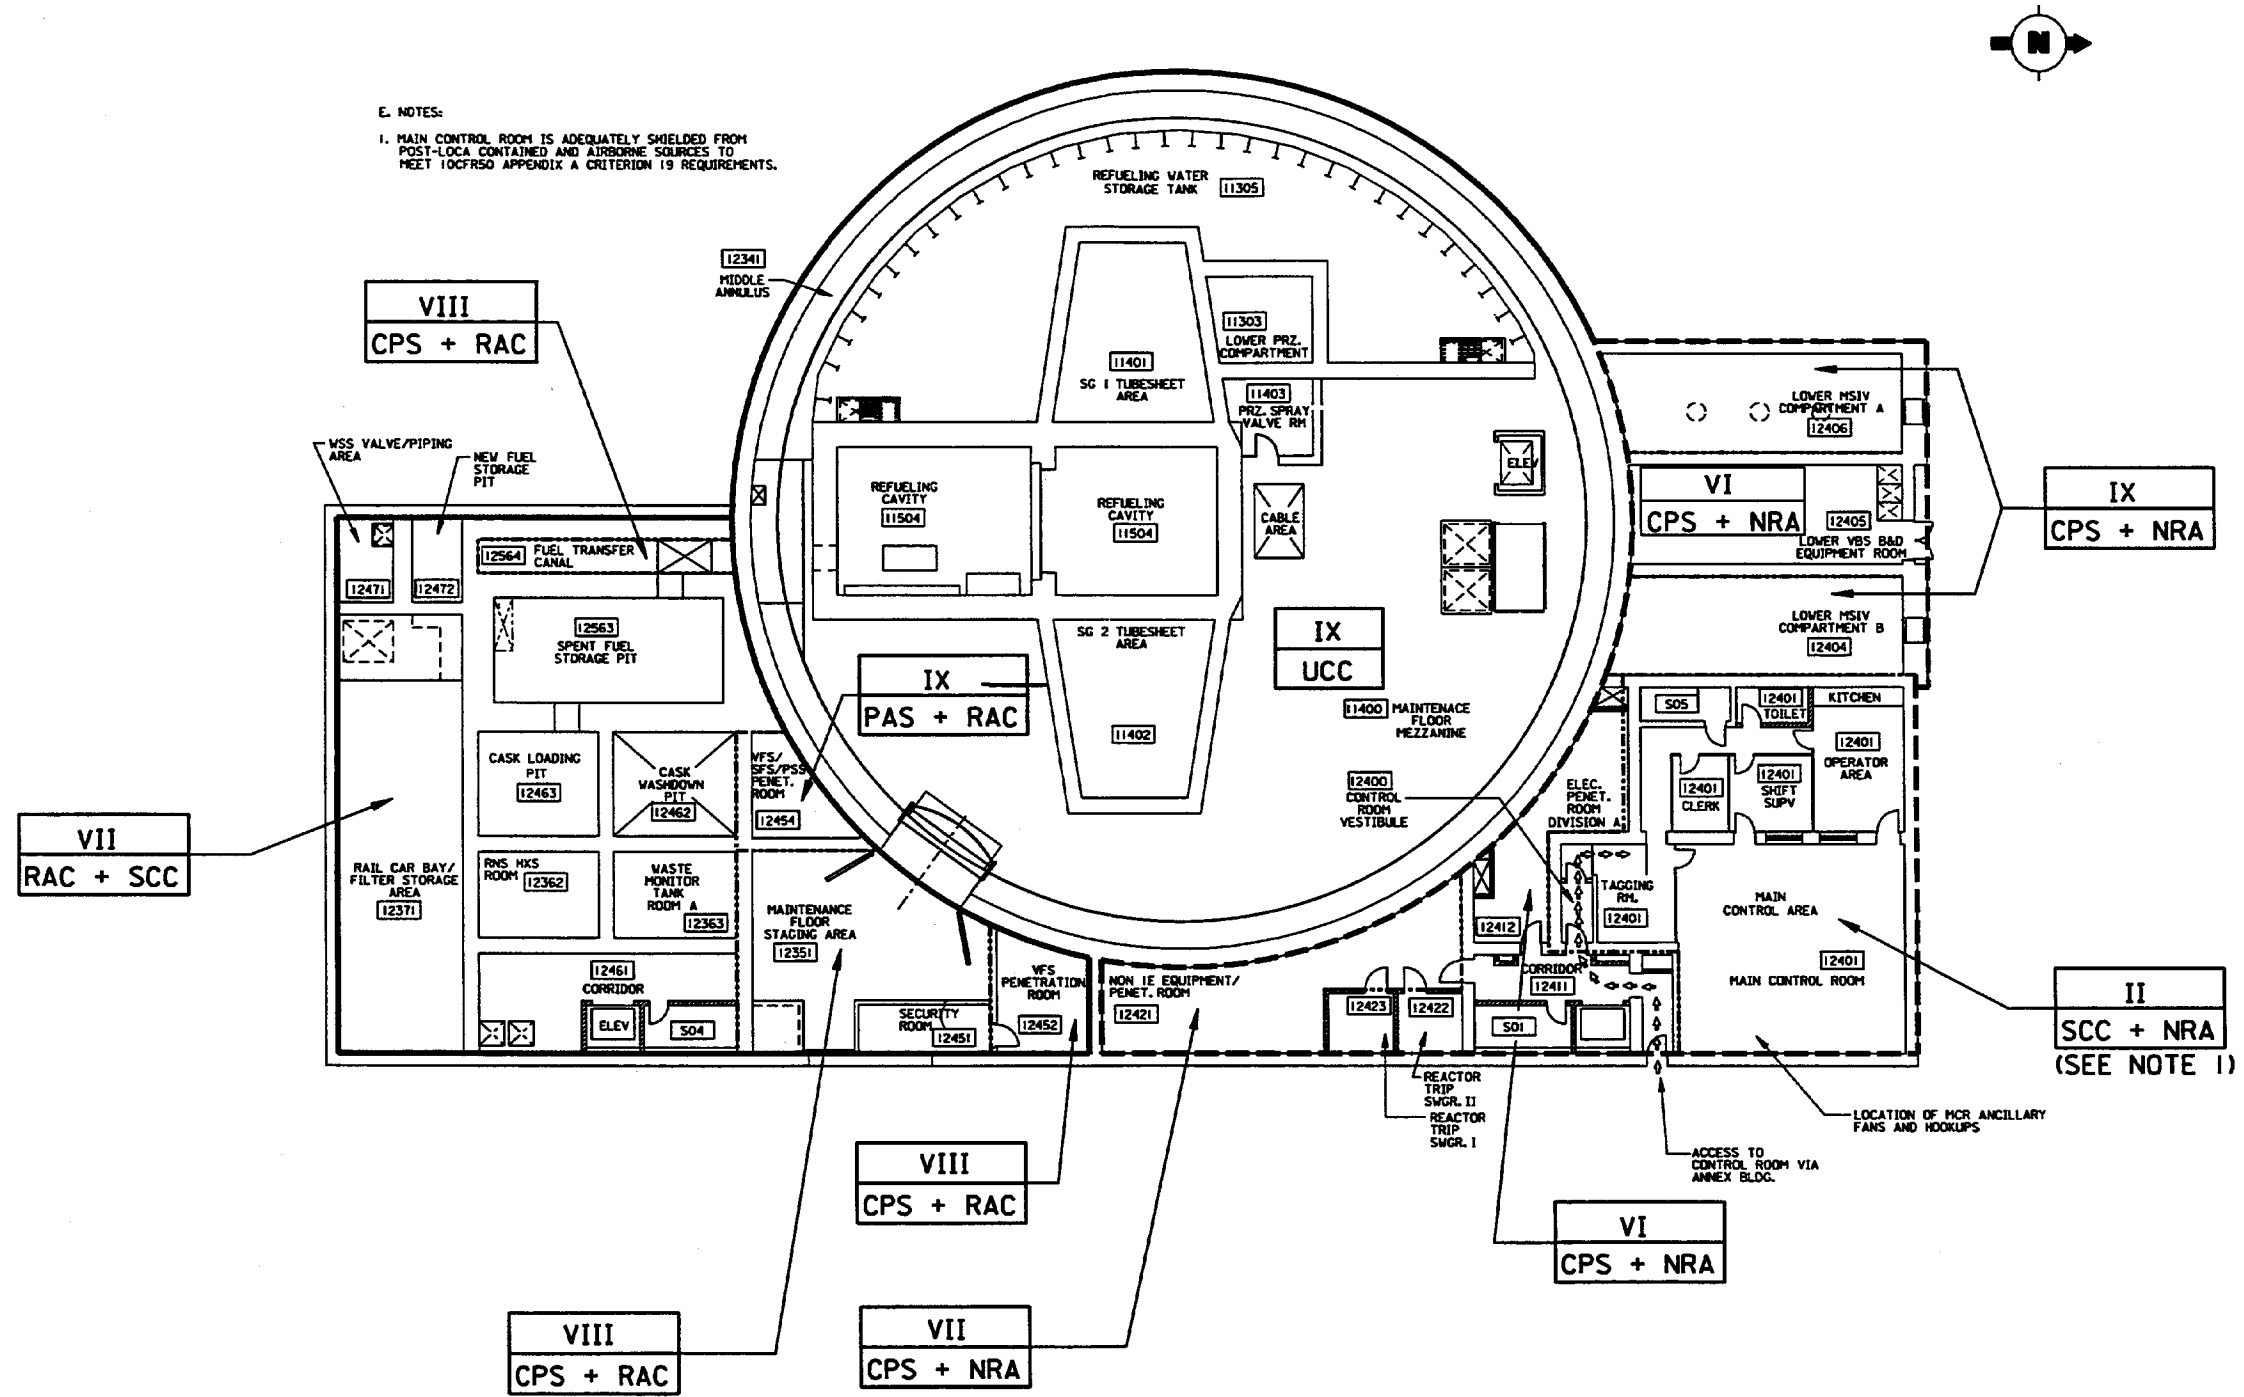 N
E. NOTES:
1. MAIN CONTROL ROOM IS ADEQUATELY SHIELDED FROM
POST-LOCA CONTAINED AND AIRBORNE SOURCES TO
MEET 10CFR50 APPENDIX A CRITERION 19 REQUIREMENTS.
REFUELING WATER
STORAGE TANK
11305
12341
MIDDLE
ANNULUS
VIII
CPS + RAC
11303
LOWER PRZ.
COMPARTMENT
11401
SG 1 TUBESHEET
AREA
11403
PRZ. SPRAY
VALVE RM
LOWER MSIV
COMPARTMENT A
12406
WSS VALVE/PIPING
AREA
NEW FUEL
STORAGE
PIT
ELEV
REFUELING
CAVITY
11504
REFUELING
CAVITY
11504
CABLE
AREA
VI
CPS + NRA
12405
LOWER VBS B&D
EQUIPMENT ROOM
IX
CPS + NRA
12564
FUEL TRANSFER
CANAL
12471
12472
12563
SPENT FUEL
STORAGE PIT
SG 2 TUBESHEET
AREA
IX
UCC
LOWER MSIV
COMPARTMENT B
12404
IX
PAS + RAC
11402
11400
MAINTENACE
FLOOR
MEZZANINE
S05
12401
TOILET
KITCHEN
12401
OPERATOR
AREA
CASK LOADING
PIT
12463
CASK
WASHDOWN
PIT
12462
VFS/
SFS/PSS
PENET.
ROOM
12454
12400
CONTROL
ROOM
VESTIBULE
ELEC.
PENET.
ROOM
DIVISION A
12401
CLERK
12401
SHIFT
SUPV
VII
RAC + SCC
RAIL CAR BAY/
FILTER STORAGE
AREA
12371
RNS HXS
ROOM
12362
WASTE
MONITOR
TANK
ROOM A
12363
MAINTENANCE
FLOOR
STAGING AREA
12351
TAGGING
RM.
12401
MAIN
CONTROL AREA
12412
12401
MAIN CONTROL ROOM
12461
CORRIDOR
VFS
PENETRATION
ROOM
12452
NON 1E EQUIPMENT/
PENET. ROOM
12421
CORRIDOR
12411
II
SCC + NRA
(SEE NOTE 1)
ELEV
S04
SECURITY
ROOM
12451
12423
12422
S01
REACTOR
TRIP
SWGR. II
REACTOR
TRIP
SWGR. I
LOCATION OF MCR ANCILLARY
FANS AND HOOKUPS
ACCESS TO
CONTROL ROOM VIA
ANNEX BLDG.
VIII
CPS + RAC
VI
CPS + NRA
VIII
CPS + RAC
VII
CPS + NRA